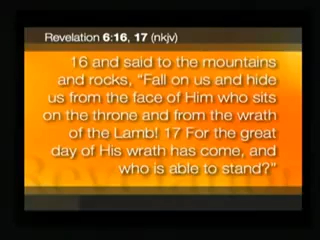 Revelation 6:16, 17 (nkjv)
16 and said to the mountains
and rocks, “Fall on us and hide
us from the face of Him who sits
on the throne and from the wrath
of the Lamb! 17 For the great
day of His wrath has come, and
who is able to stand?”